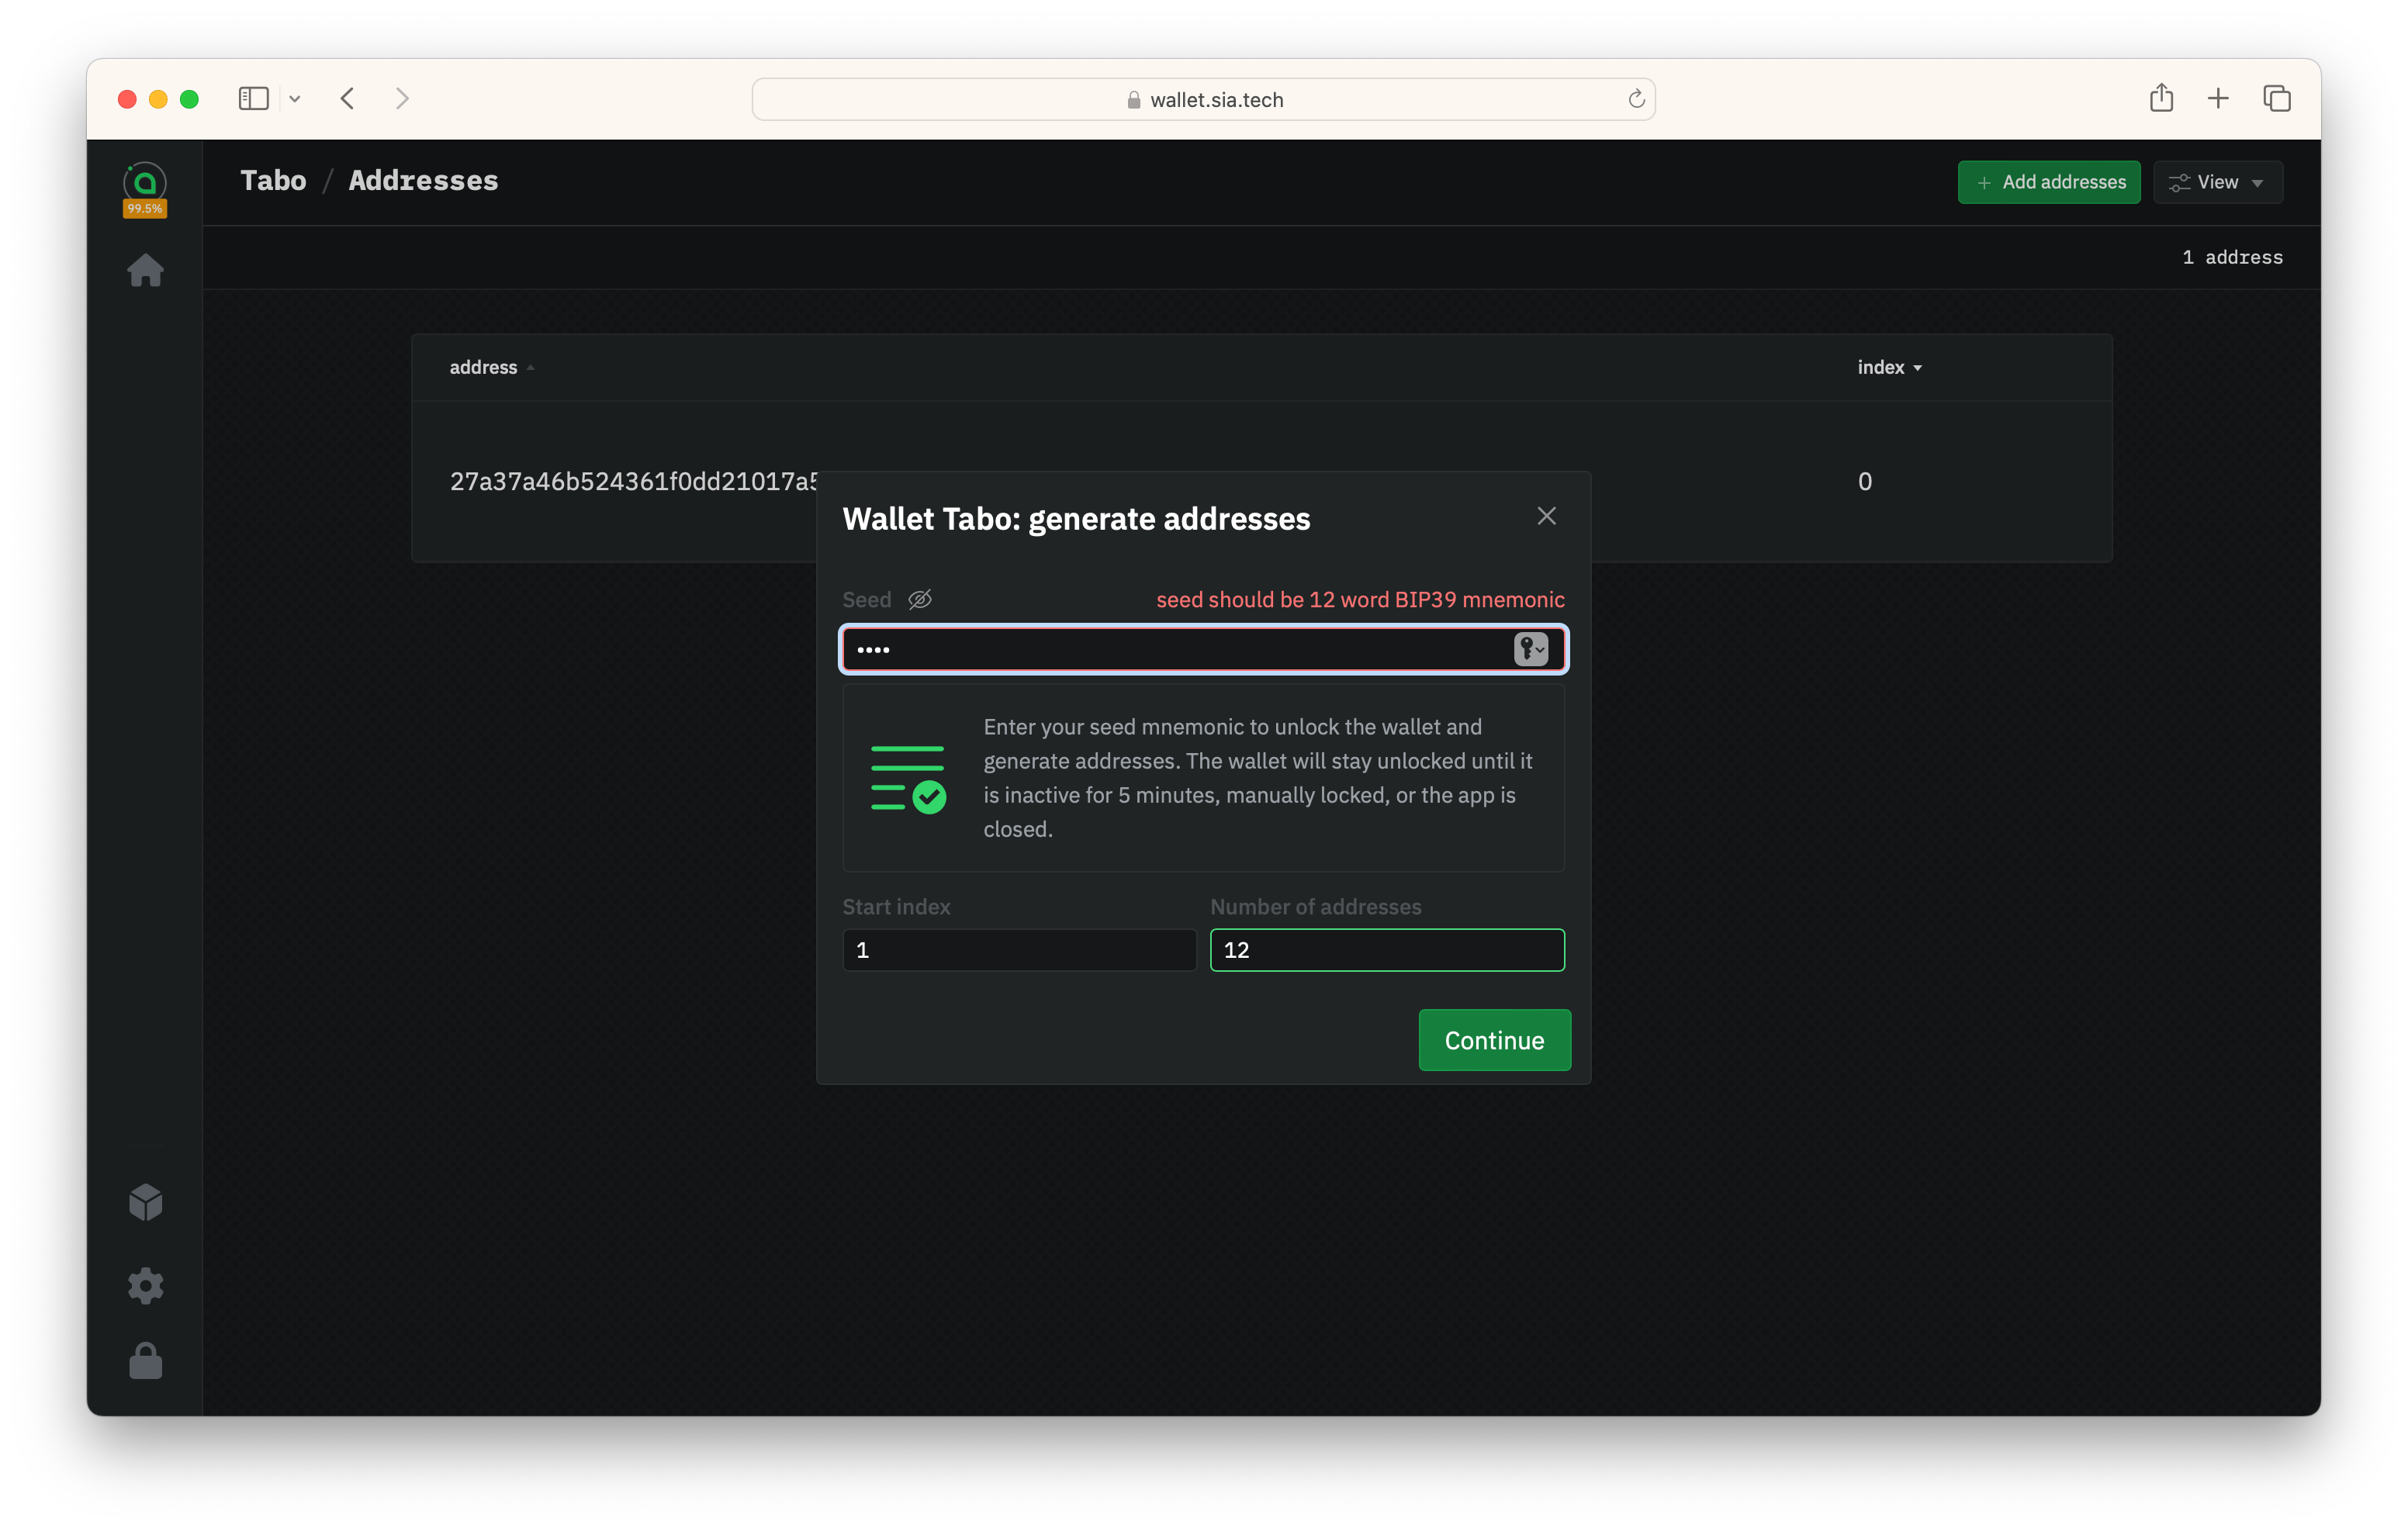 wallet.sia.tech
99.5%
Tabo / Addresses
Add addresses
View
1 address
address
index
27a37a46b524361f0dd21017a5
0
Wallet Tabo: generate addresses
Seed
seed should be 12 word BIP39 mnemonic
••••
Enter your seed mnemonic to unlock the wallet and
generate addresses. The wallet will stay unlocked until it
is inactive for 5 minutes, manually locked, or the app is
closed.
Start index
Number of addresses
1
12
Continue